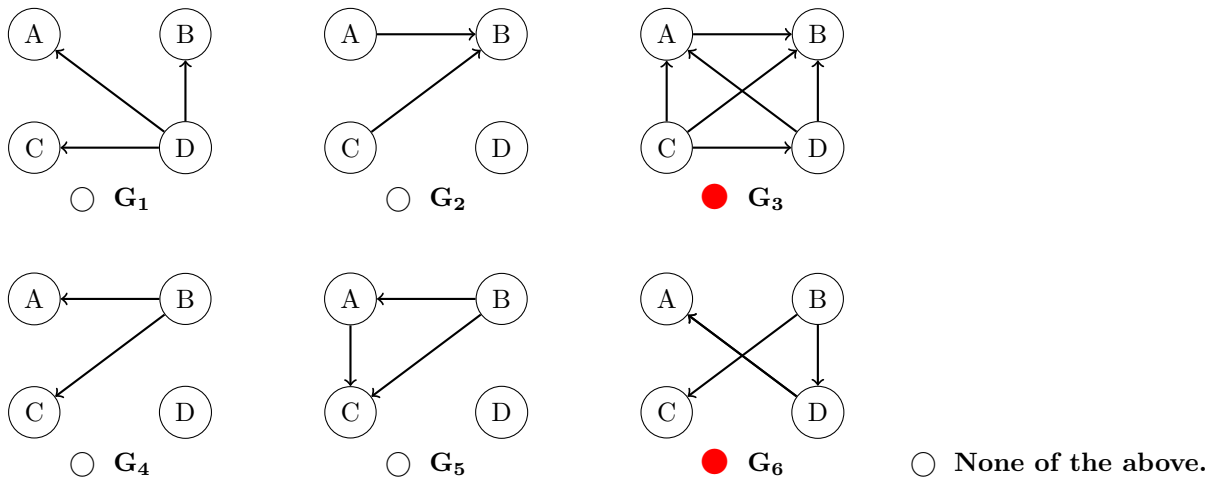 A B A B A B
C D C D C D
G₁ G₂ G₃
A B A B A B
C D C D C D
G₄ G₅ G₆ None of the above.